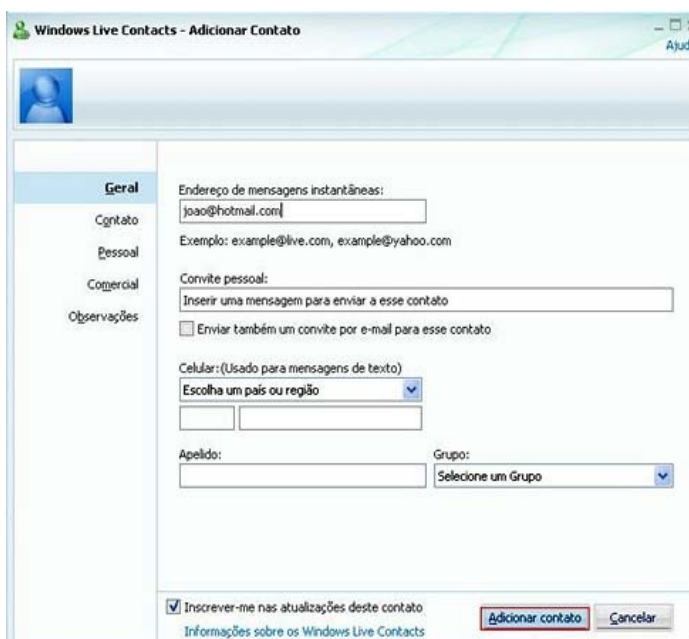 Windows Live Contacts - Adicionar Contato
Ajud
Geral
Contato
Pessoal
Comercial
Observações
Endereço de mensagens instantâneas:
joao@hotmail.com
Exemplo: example@live.com, example@yahoo.com
Convite pessoal:
Inserir uma mensagem para enviar a esse contato
Enviar também um convite por e-mail para esse contato
Celular:(Usado para mensagens de texto)
Escolha um país ou região
Apelido: Grupo:
Selecione um Grupo
Inscrever-me nas atualizações deste contato
Informações sobre os Windows Live Contacts
Adicionar contato Cancelar